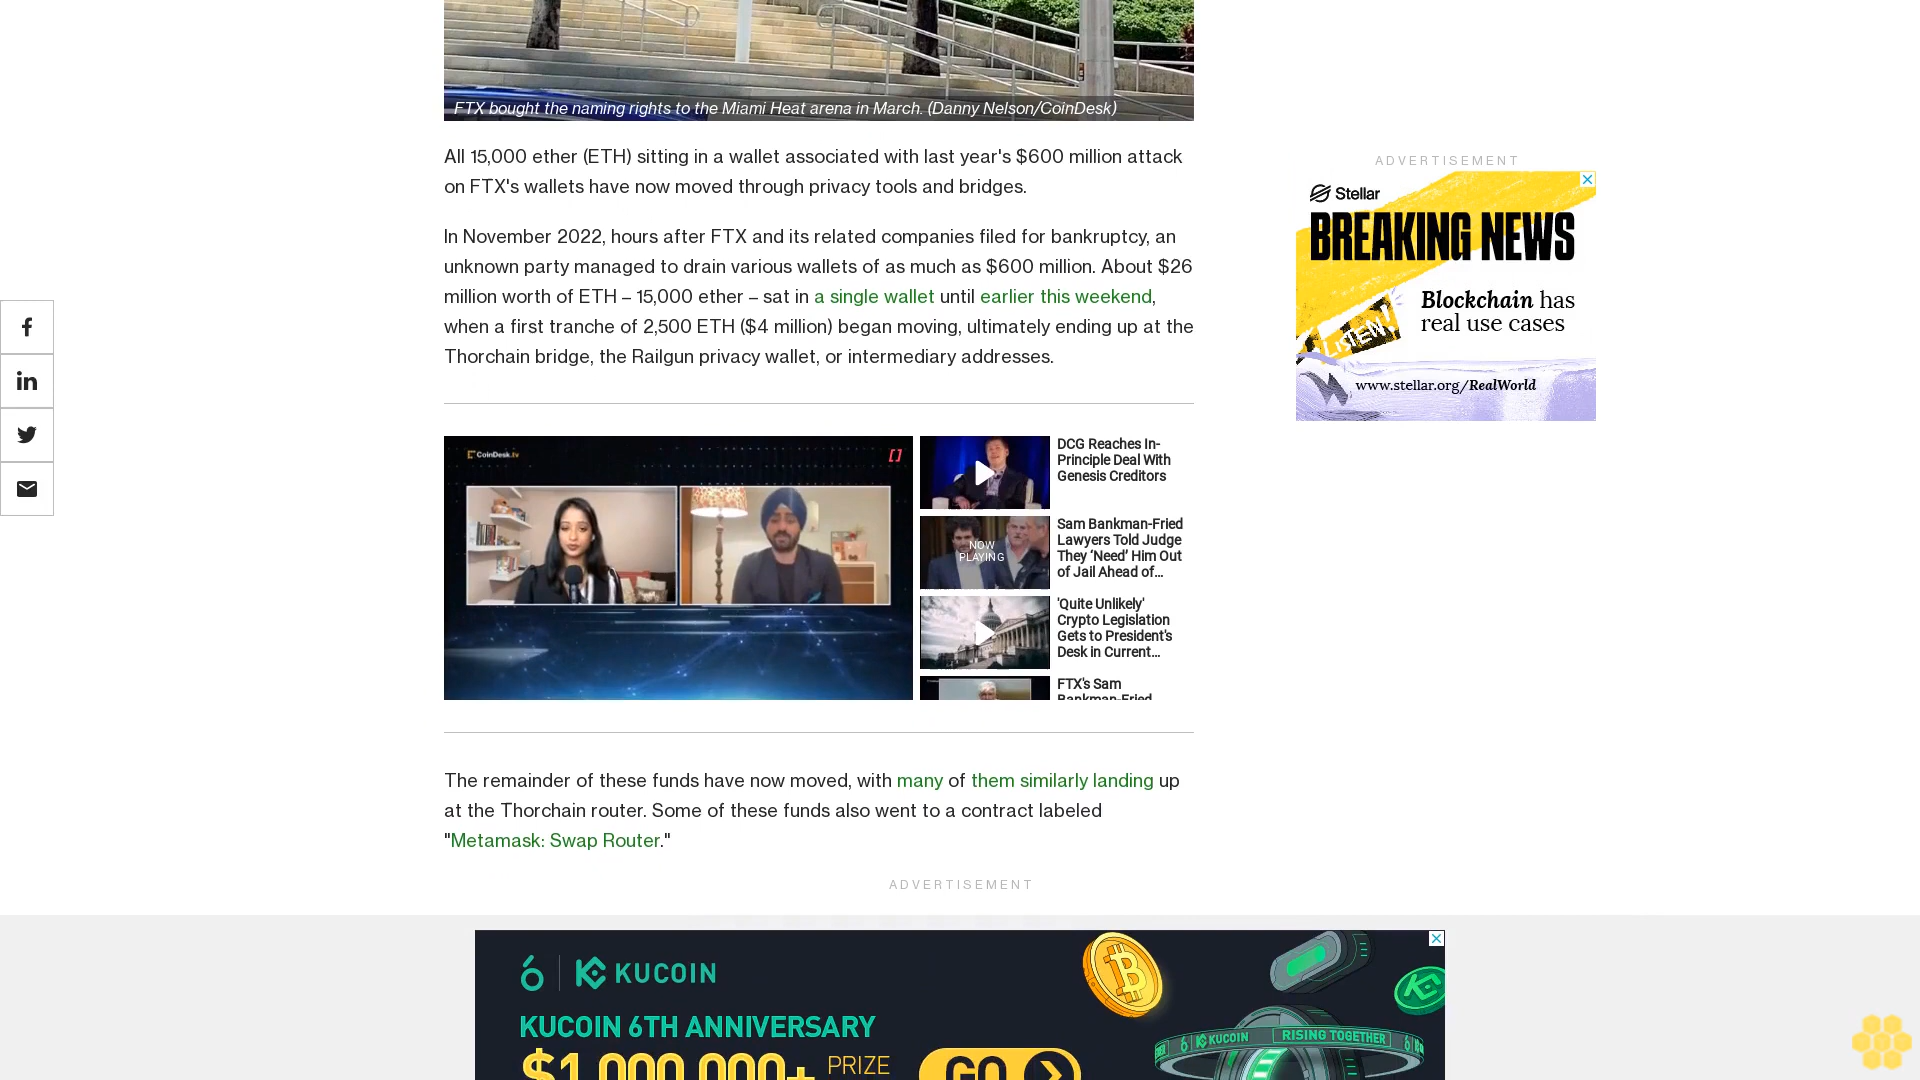 FTX bought the naming rights to the Miami Heat arena in March. (Danny Nelson/CoinDesk)
All 15,000 ether (ETH) sitting in a wallet associated with last year's $600 million attack
on FTX's wallets have now moved through privacy tools and bridges.
In November 2022, hours after FTX and its related companies filed for bankruptcy, an
unknown party managed to drain various wallets of as much as $600 million. About $26
million worth of ETH – 15,000 ether – sat in a single wallet until earlier this weekend,
when a first tranche of 2,500 ETH ($4 million) began moving, ultimately ending up at the
Thorchain bridge, the Railgun privacy wallet, or intermediary addresses.
CoinDesk.tv
DCG Reaches In-
Principle Deal With
Genesis Creditors
NOW
PLAYING
Sam Bankman-Fried
Lawyers Told Judge
They ‘Need’ Him Out
of Jail Ahead of...
'Quite Unlikely'
Crypto Legislation
Gets to President's
Desk in Current...
FTX's Sam
Bankman-Fried
The remainder of these funds have now moved, with many of them similarly landing up
at the Thorchain router. Some of these funds also went to a contract labeled
"Metamask: Swap Router."
ADVERTISEMENT
Stellar
BREAKING NEWS
LISTEN!
Blockchain has
real use cases
www.stellar.org/RealWorld
ADVERTISEMENT
6 KUCOIN
KUCOIN 6TH ANNIVERSARY
$1,000,000+ PRIZE
GO
6 KUCOIN RISING TOGETHER 6